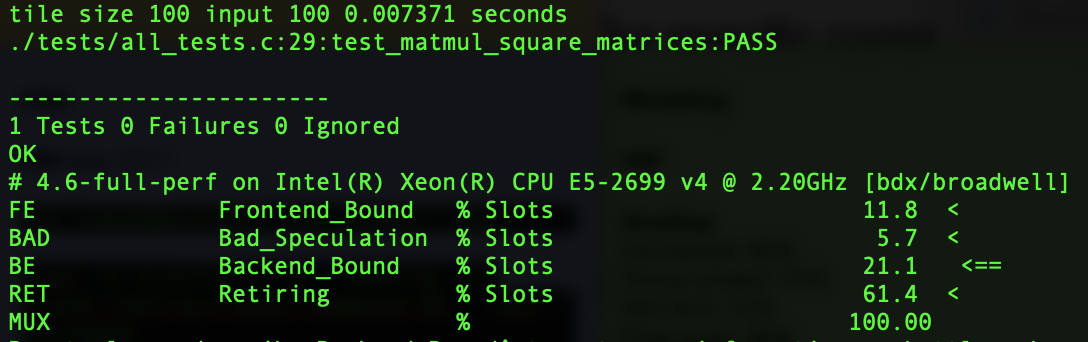 tile size 100 input 100 0.007371 seconds
./tests/all_tests.c:29:test_matmul_square_matrices:PASS
-----------------------
1 Tests 0 Failures 0 Ignored
OK
# 4.6-full-perf on Intel(R) Xeon(R) CPU E5-2699 v4 @ 2.20GHz [bdx/broadwell]
FE Frontend_Bound % Slots 11.8 <
BAD Bad_Speculation % Slots 5.7 <
BE Backend_Bound % Slots 21.1 <==
RET Retiring % Slots 61.4 <
MUX % 100.00